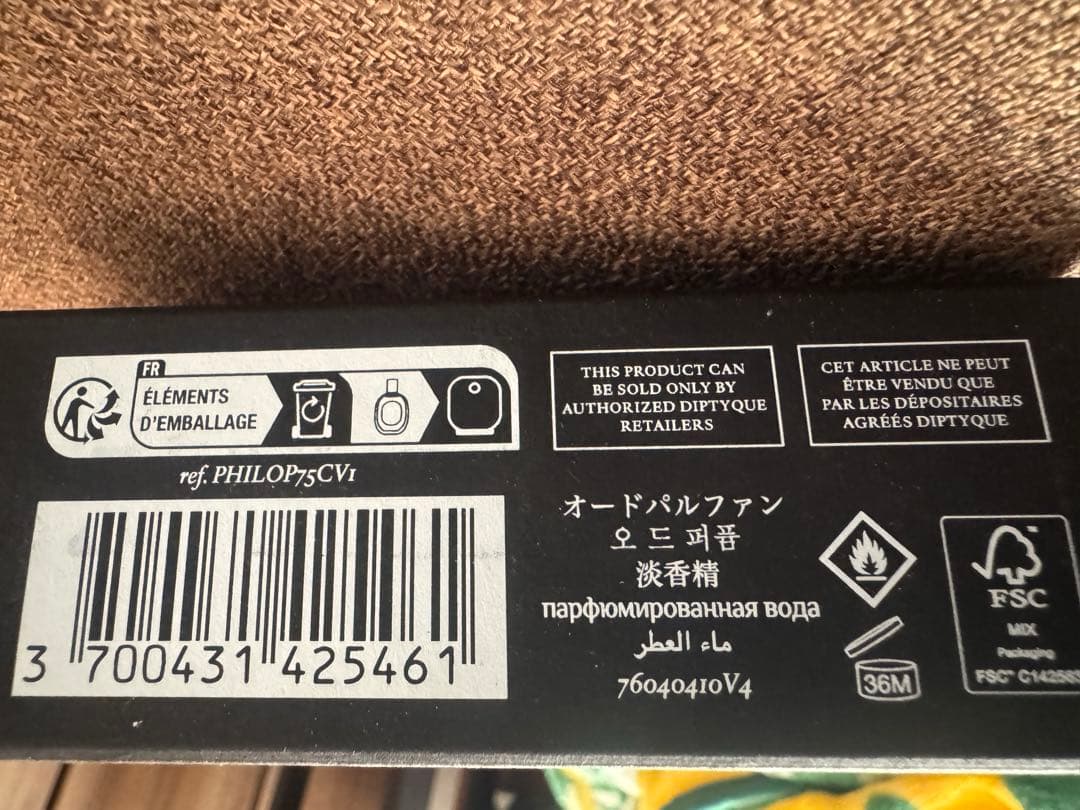 FR
ÉLÉMENTS
D'EMBALLAGE
ref. PHILOP75CV1
3 700431 425461
THIS PRODUCT CAN
BE SOLD ONLY BY
AUTHORIZED DIPTYQUE
RETAILERS
CET ARTICLE NE PEUT
ÊTRE VENDU QUE
PAR LES DÉPOSITAIRES
AGRÉÉS DIPTYQUE
オードパルファン
오 드 퍼퓸
淡香精
парфюмированная вода
ماء العطر
76040410V4
36M
FSC
MIX
Packaging
FSC™